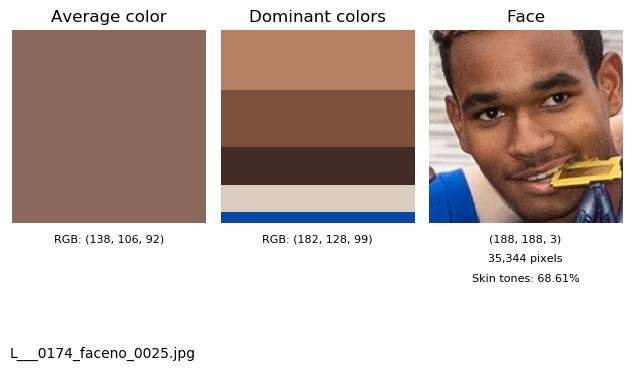 Average color
Dominant colors
Face
RGB: (138, 106, 92)
RGB: (182, 128, 99)
(188, 188, 3)
35,344 pixels
Skin tones: 68.61%
L___0174_faceno_0025.jpg